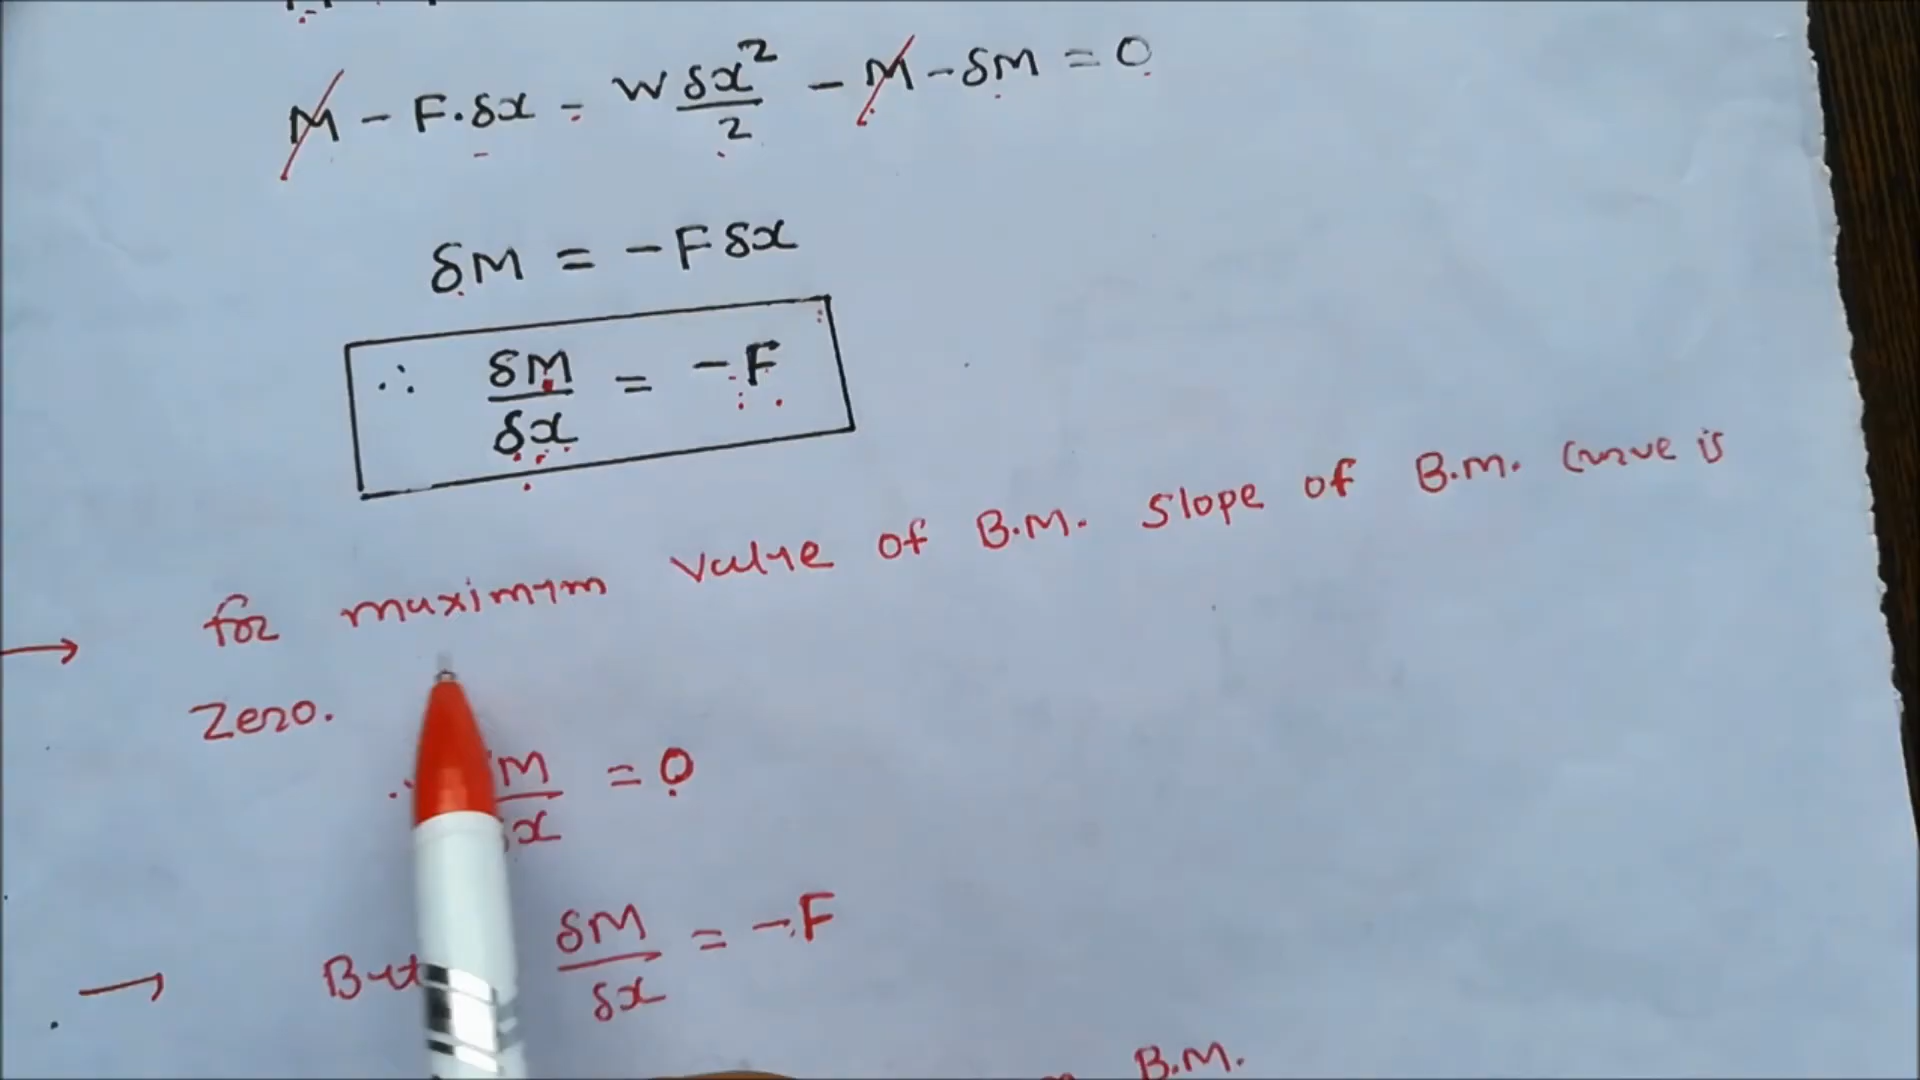 M - F.δx - W δx²/2 - M - δM = 0
δM = -Fδx
∴ δM/δx = -F
→ for maximum value of B.M. slope of B.M. curve is
zero.
M/x = 0
→ But δM/δx = -F
B.M.